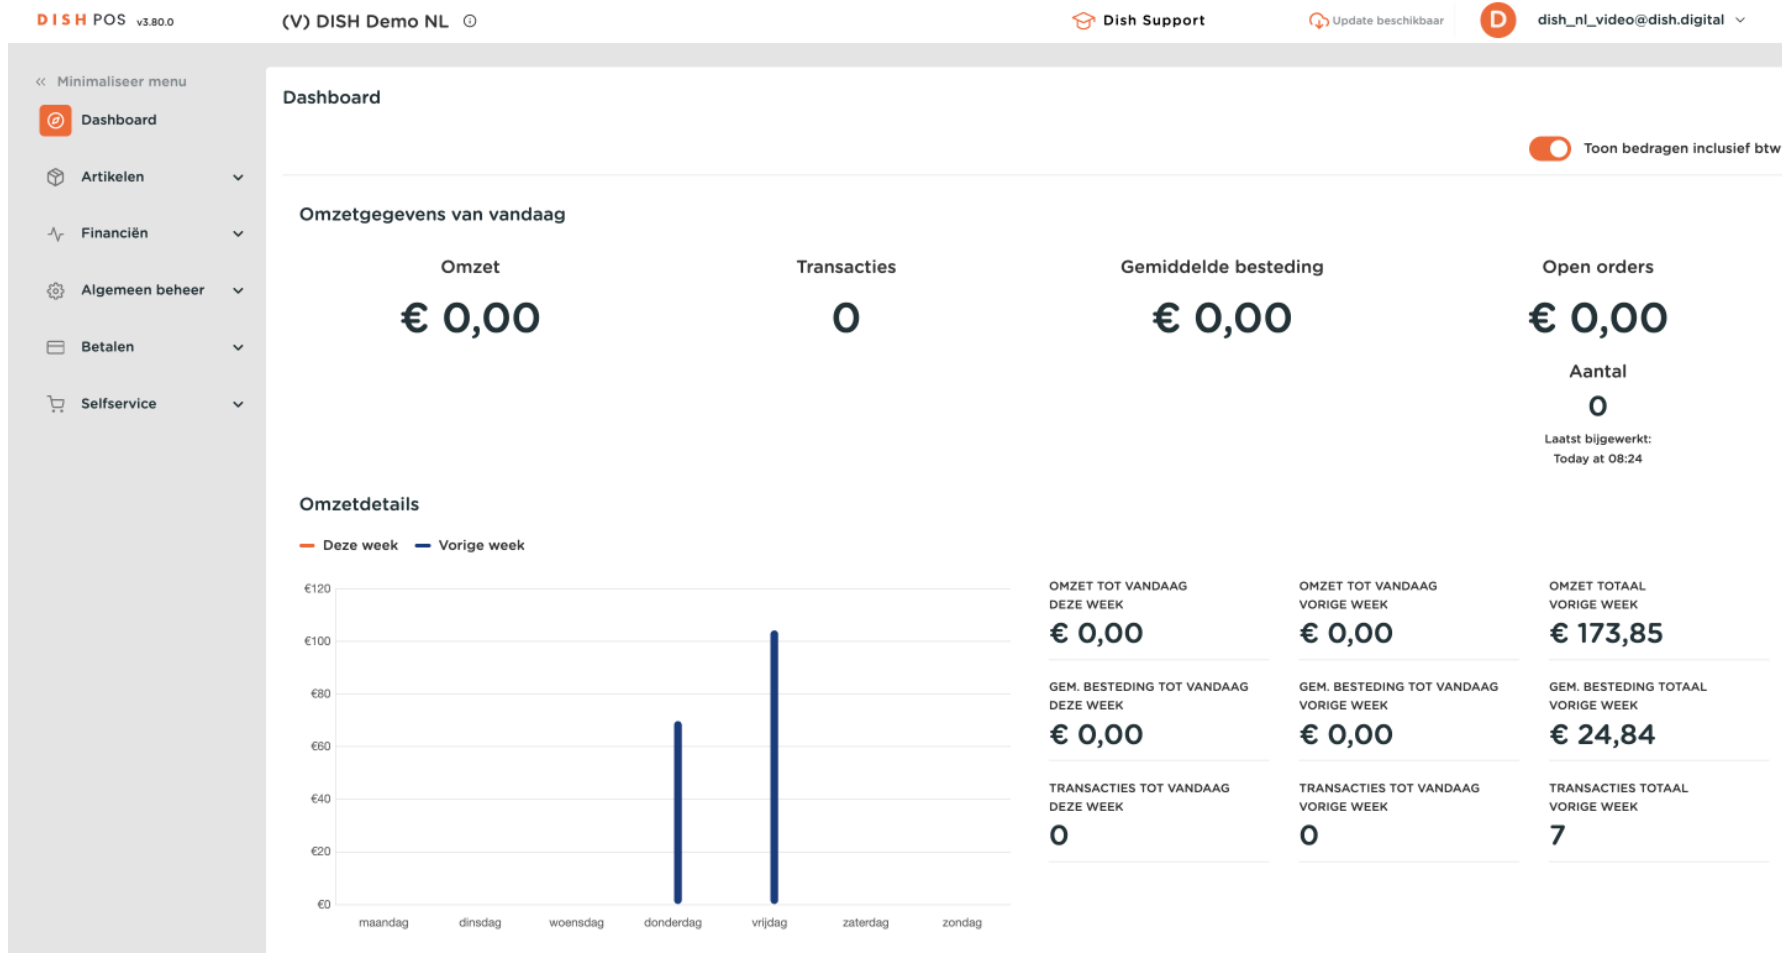 DISH POS v3.80.0
(V) DISH Demo NL
Dish Support
Update beschikbaar
D
dish_nl_video@dish.digital
Minimaliseer menu
Dashboard
Artikelen
Financiën
Algemeen beheer
Betalen
Selfservice
Dashboard
Toon bedragen inclusief btw
Omzetgegevens van vandaag
Omzet
€ 0,00
Transacties
0
Gemiddelde besteding
€ 0,00
Open orders
€ 0,00
Aantal
0
Laatst bijgewerkt:
Today at 08:24
Omzetdetails
Deze week
Vorige week
€120
€100
€80
€60
€40
€20
€0
maandag
dinsdag
woensdag
donderdag
vrijdag
zaterdag
zondag
OMZET TOT VANDAAG
DEZE WEEK
€ 0,00
OMZET TOT VANDAAG
VORIGE WEEK
€ 0,00
OMZET TOTAAL
VORIGE WEEK
€ 173,85
GEM. BESTEDING TOT VANDAAG
DEZE WEEK
€ 0,00
GEM. BESTEDING TOT VANDAAG
VORIGE WEEK
€ 0,00
GEM. BESTEDING TOTAAL
VORIGE WEEK
€ 24,84
TRANSACTIES TOT VANDAAG
DEZE WEEK
0
TRANSACTIES TOT VANDAAG
VORIGE WEEK
0
TRANSACTIES TOTAAL
VORIGE WEEK
7